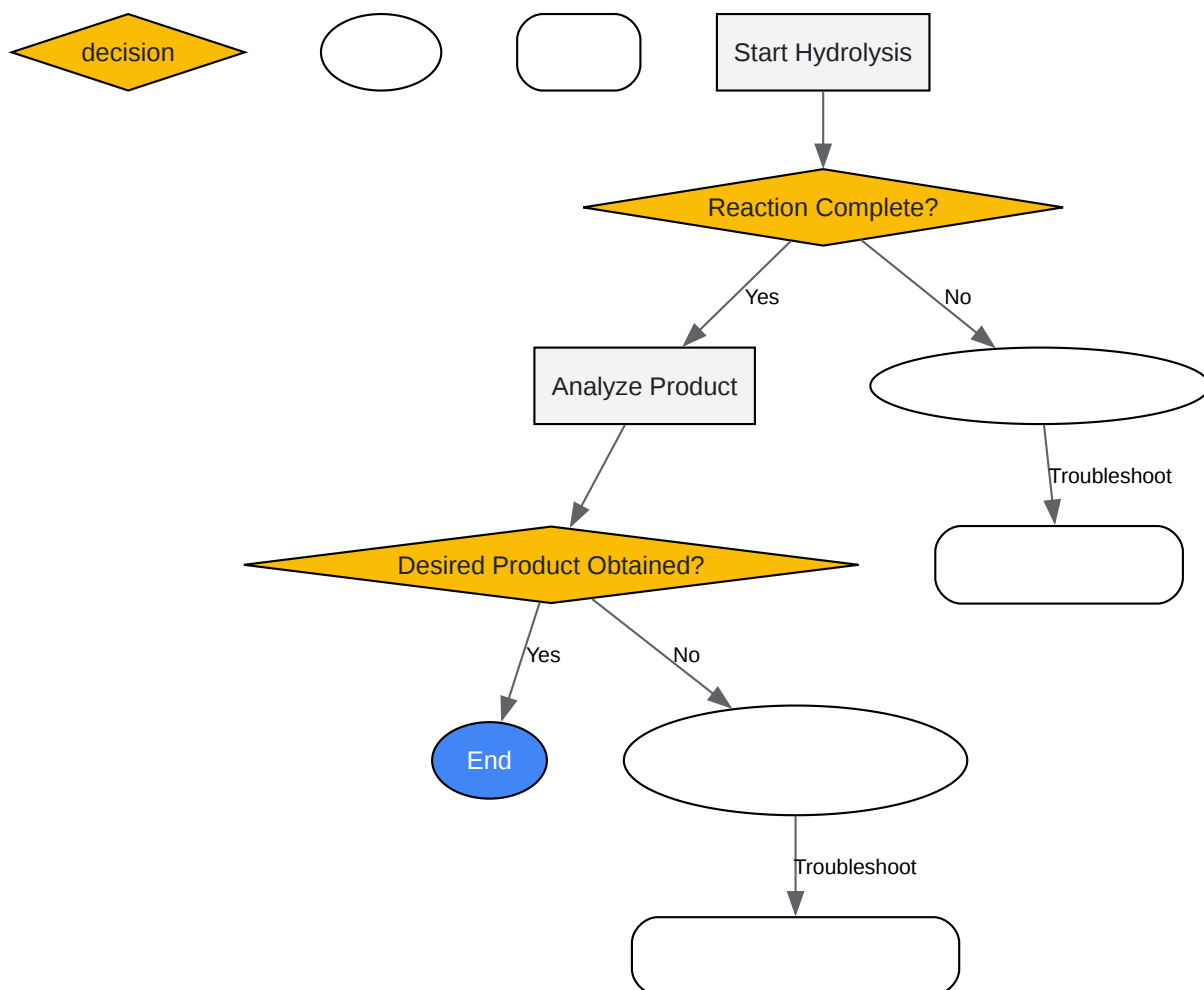 decision
Start Hydrolysis
Reaction Complete?
Yes
No
Analyze Product
Troubleshoot
Desired Product Obtained?
Yes
No
End
Troubleshoot